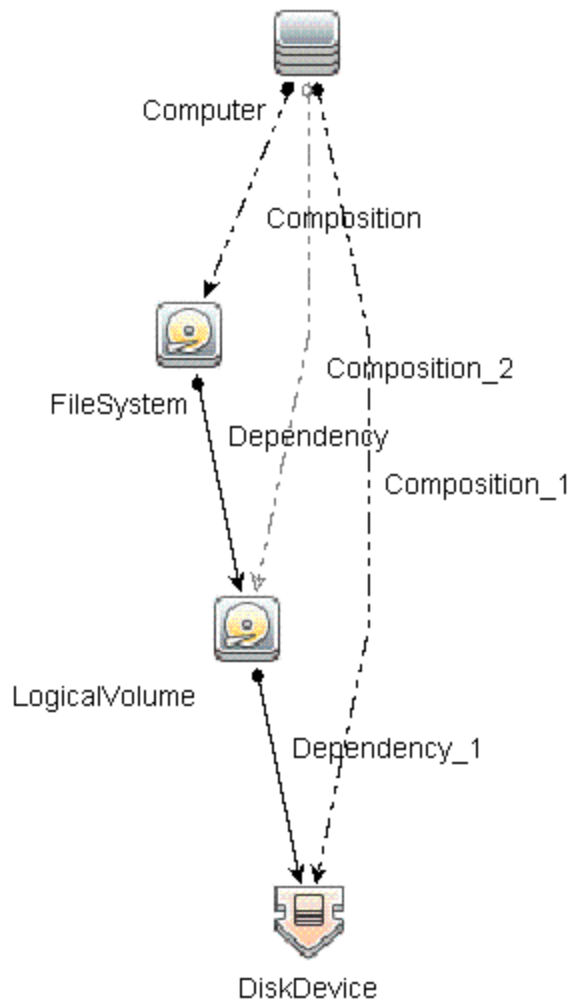 Computer
Composition
Composition_2
FileSystem
Dependency
Composition_1
LogicalVolume
Dependency_1
DiskDevice